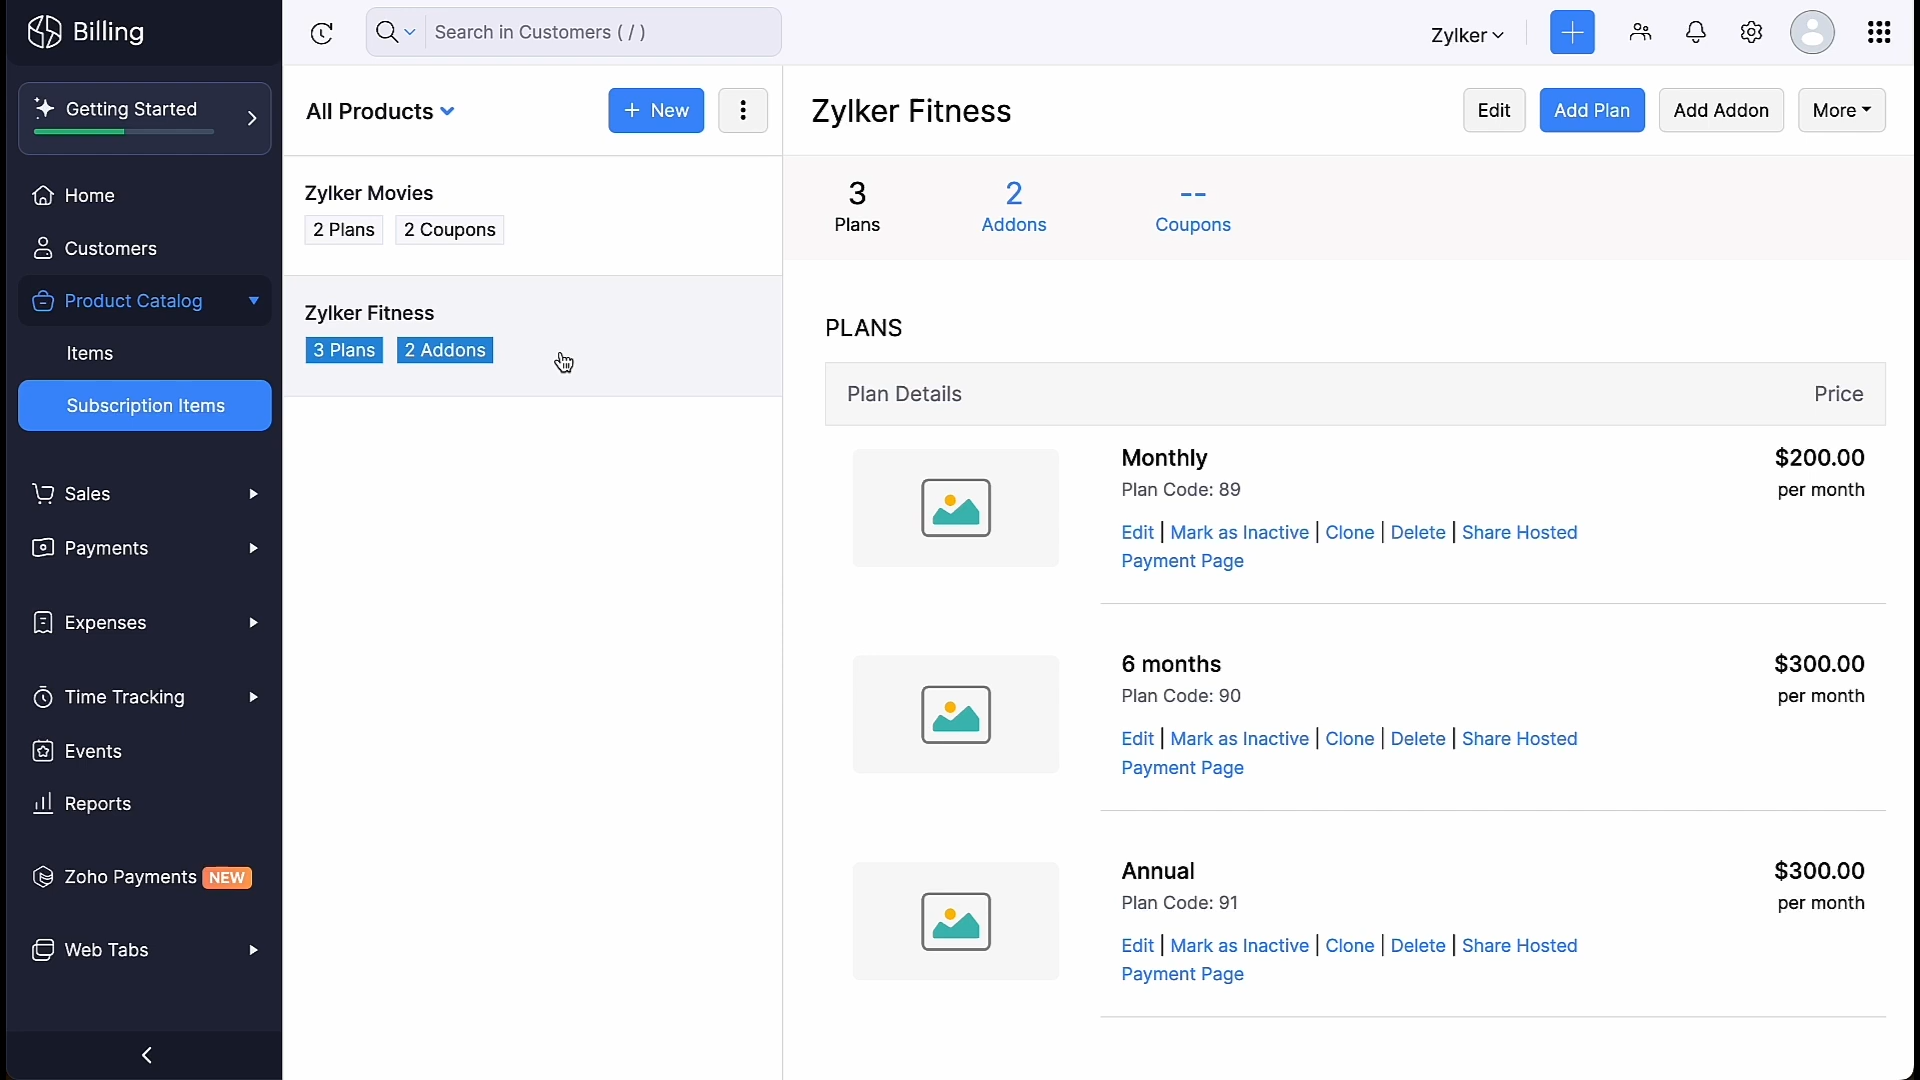 Billing
Search in Customers ( / )
Zylker
Getting Started
Home
Customers
Product Catalog
Items
Subscription Items
Sales
Payments
Expenses
Time Tracking
Events
Reports
Zoho Payments NEW
Web Tabs
All Products
+ New
Zylker Movies
2 Plans 2 Coupons
Zylker Fitness
3 Plans 2 Addons
Zylker Fitness
Edit Add Plan Add Addon More
3 2 --
Plans Addons Coupons
PLANS
Plan Details Price
Monthly $200.00
Plan Code: 89 per month
Edit | Mark as Inactive | Clone | Delete | Share Hosted
Payment Page
6 months $300.00
Plan Code: 90 per month
Edit | Mark as Inactive | Clone | Delete | Share Hosted
Payment Page
Annual $300.00
Plan Code: 91 per month
Edit | Mark as Inactive | Clone | Delete | Share Hosted
Payment Page